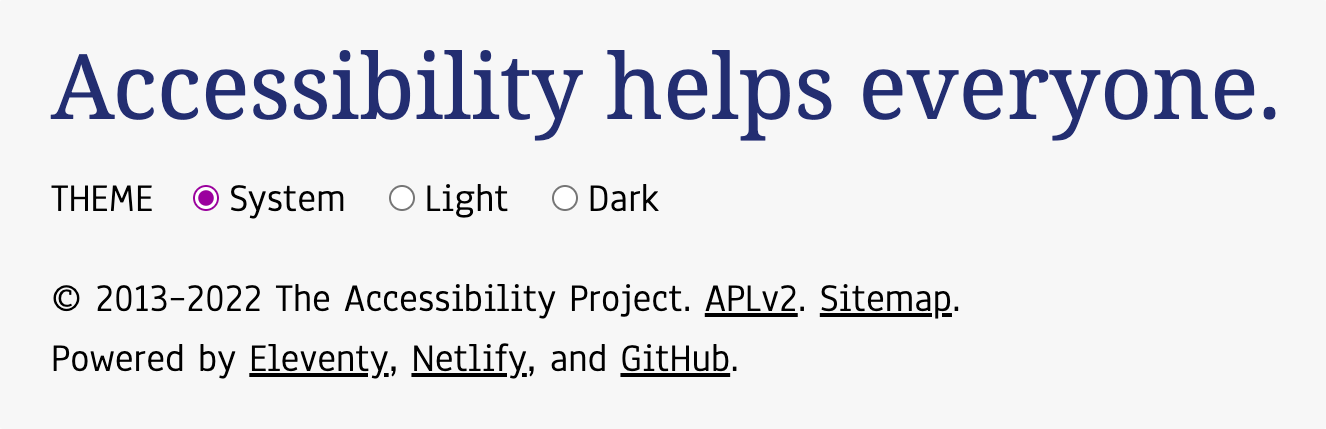 Accessibility helps everyone.
THEME System Light Dark
© 2013–2022 The Accessibility Project. APLv2. Sitemap.
Powered by Eleventy, Netlify, and GitHub.